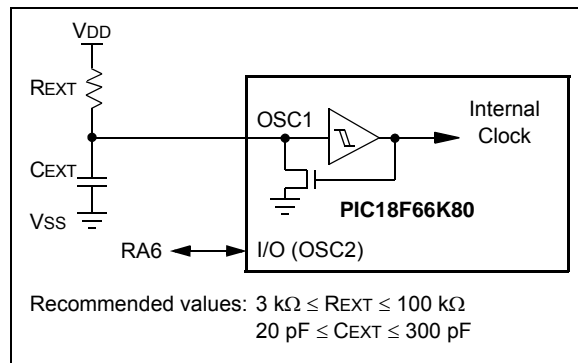 VDD
REXT
OSC1
Internal
Clock
CEXT
PIC18F66K80
VSS
RA6
I/O (OSC2)
Recommended values: 3 kΩ ≤ REXT ≤ 100 kΩ
20 pF ≤ CEXT ≤ 300 pF